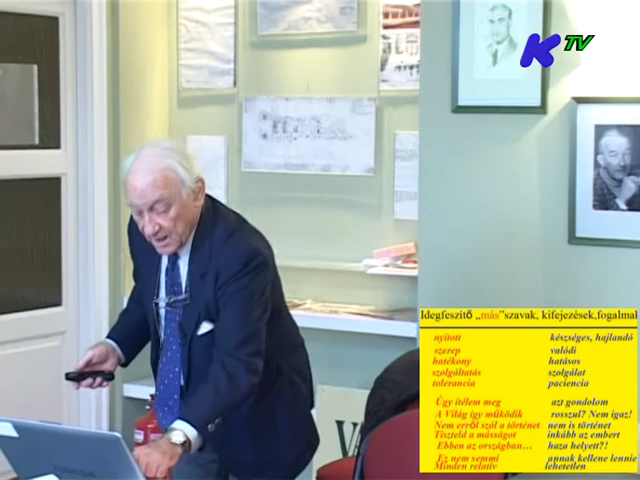 K TV
Idegfeszítő „más"szavak, kifejezések,fogalmak
nyitott készséges, hajlandó
szerep valódi
hatékony hatásos
szolgáltatás szolgálat
tolerancia paciencia
Úgy ítélem meg azt gondolom
A Világ így működik rosszul? Nem igaz!
Nem erről szól a történet nem is történet
Tiszteld a másságot inkább az embert
Ebben az országban... haza helyett?!
Ez nem semmi annak kellene lennie
Minden relatív lehetetlen